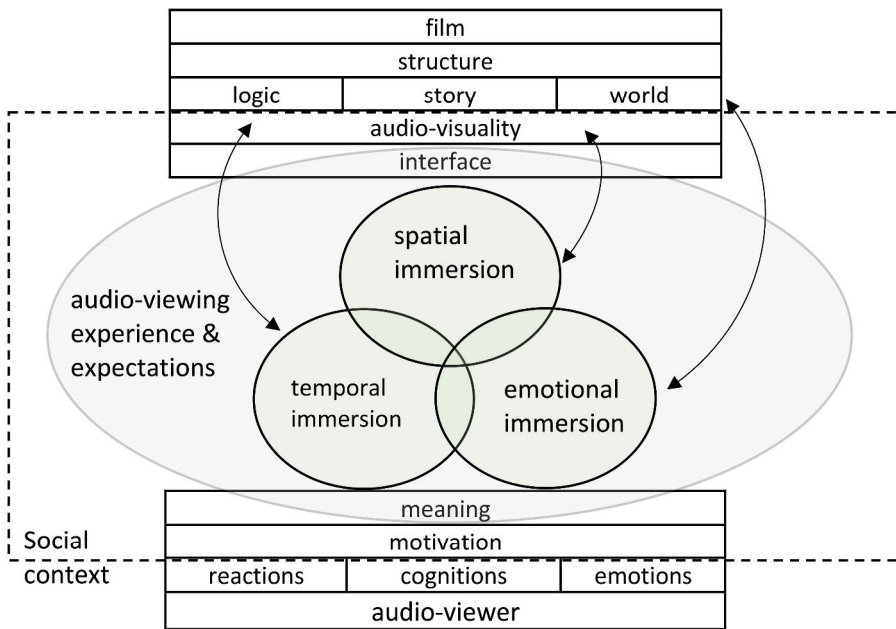 film
structure
logic story world
audio-visuality
interface
spatial
immersion
audio-viewing
experience &
expectations
temporal
immersion
emotional
immersion
meaning
Social
context
motivation
reactions cognitions emotions
audio-viewer